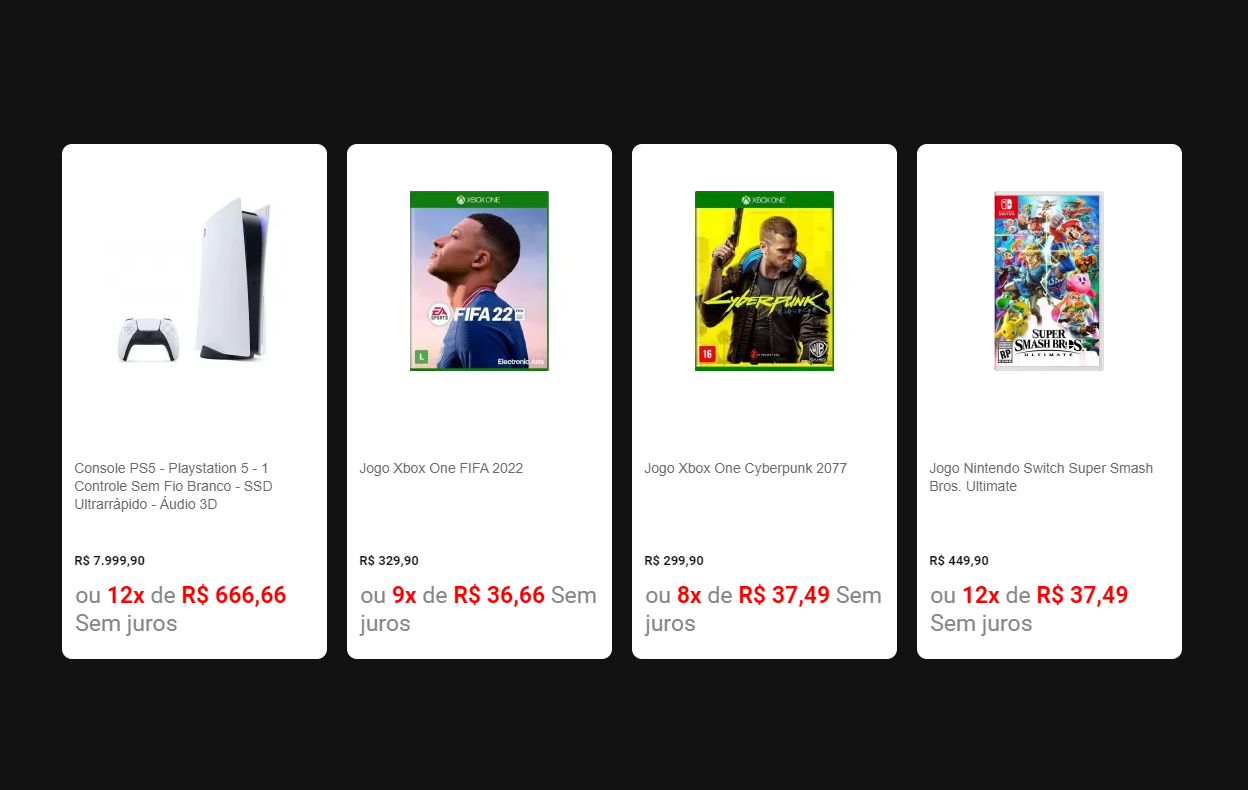 XBOX ONE
EA
SPORTS
FIFA 22
L
Electronic Arts
XBOX ONE
Cyberpunk
16
SUPER
SMASH BROS.
ULTIMATE
RP
Console PS5 - Playstation 5 - 1
Controle Sem Fio Branco - SSD
Ultrarrápido - Áudio 3D
R$ 7.999,90
ou 12x de R$ 666,66
Sem juros
Jogo Xbox One FIFA 2022
R$ 329,90
ou 9x de R$ 36,66 Sem
juros
Jogo Xbox One Cyberpunk 2077
R$ 299,90
ou 8x de R$ 37,49 Sem
juros
Jogo Nintendo Switch Super Smash
Bros. Ultimate
R$ 449,90
ou 12x de R$ 37,49
Sem juros